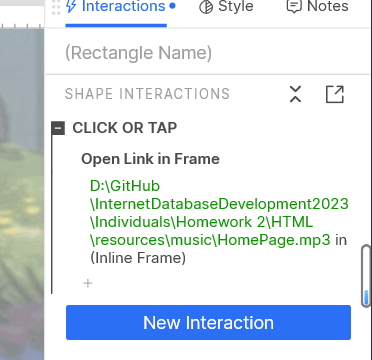 Interactions
Style
Notes
(Rectangle Name)
SHAPE INTERACTIONS
CLICK OR TAP
Open Link in Frame
D:\GitHub
\InternetDatabaseDevelopment2023
\Individuals\Homework 2\HTML
\resources\music\HomePage.mp3 in
(Inline Frame)
+
New Interaction